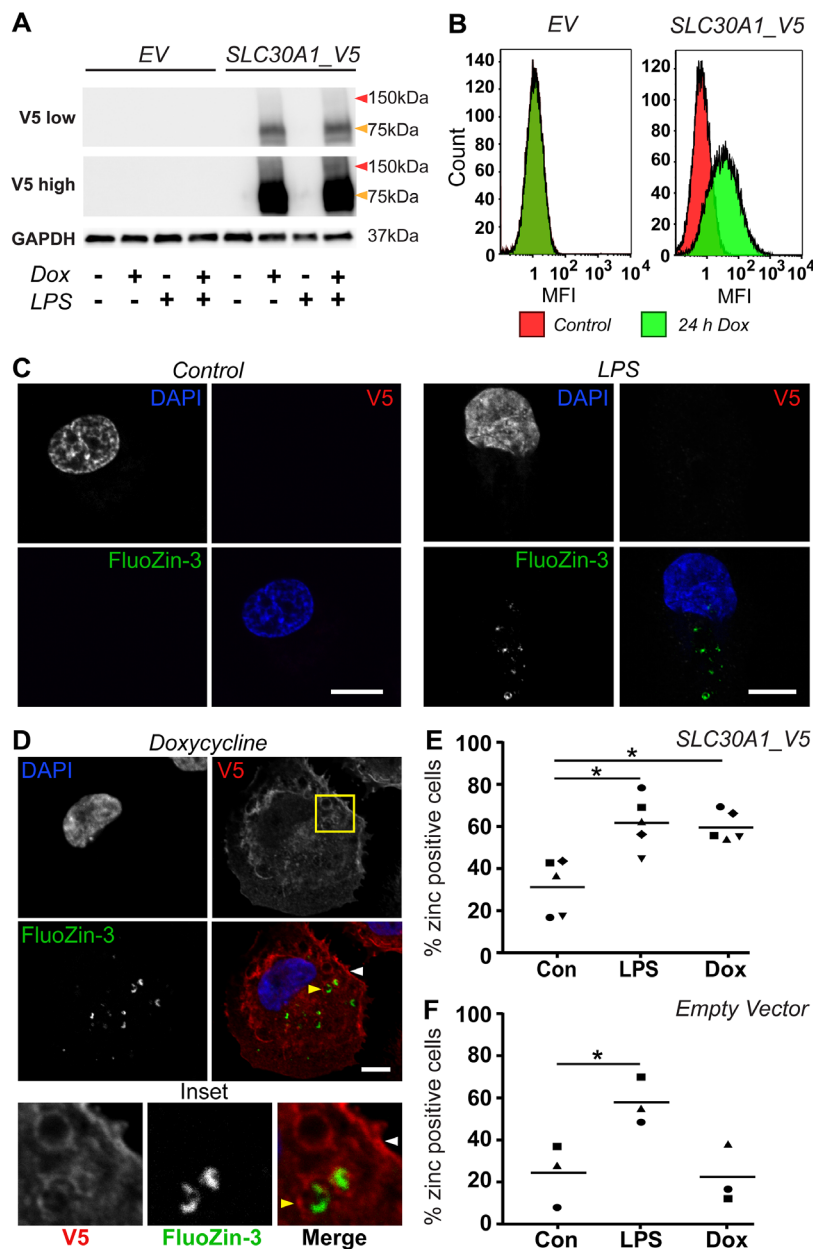 A
EV SLC30A1_V5
V5 low
150kDa
75kDa
V5 high
150kDa
75kDa
GAPDH
37kDa
Dox - + - + - + - +
LPS - - + + - - + +
B
EV SLC30A1_V5
Count
140
120
100
80
60
40
20
0
1 10² 10³ 10⁴
MFI
120
100
80
60
40
20
0
1 10² 10³ 10⁴
MFI
Control 24 h Dox
C
Control
DAPI V5
FluoZin-3
LPS
DAPI V5
FluoZin-3
D
Doxycycline
DAPI V5
FluoZin-3
Inset
V5 FluoZin-3 Merge
E
SLC30A1_V5
% zinc positive cells
100
80
60
40
20
0
*
*
Con LPS Dox
F
Empty Vector
% zinc positive cells
100
80
60
40
20
0
*
Con LPS Dox